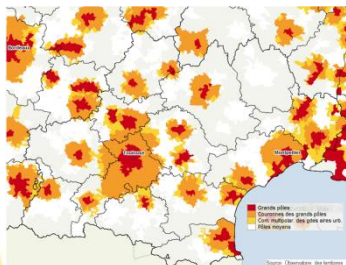 Bordeaux
Toulouse
Montpellier
Grands pôles
Couronnes des grands pôles
Com. multipolar. des gdes aires urb.
Pôles moyens
Source : Observatoire des territoires